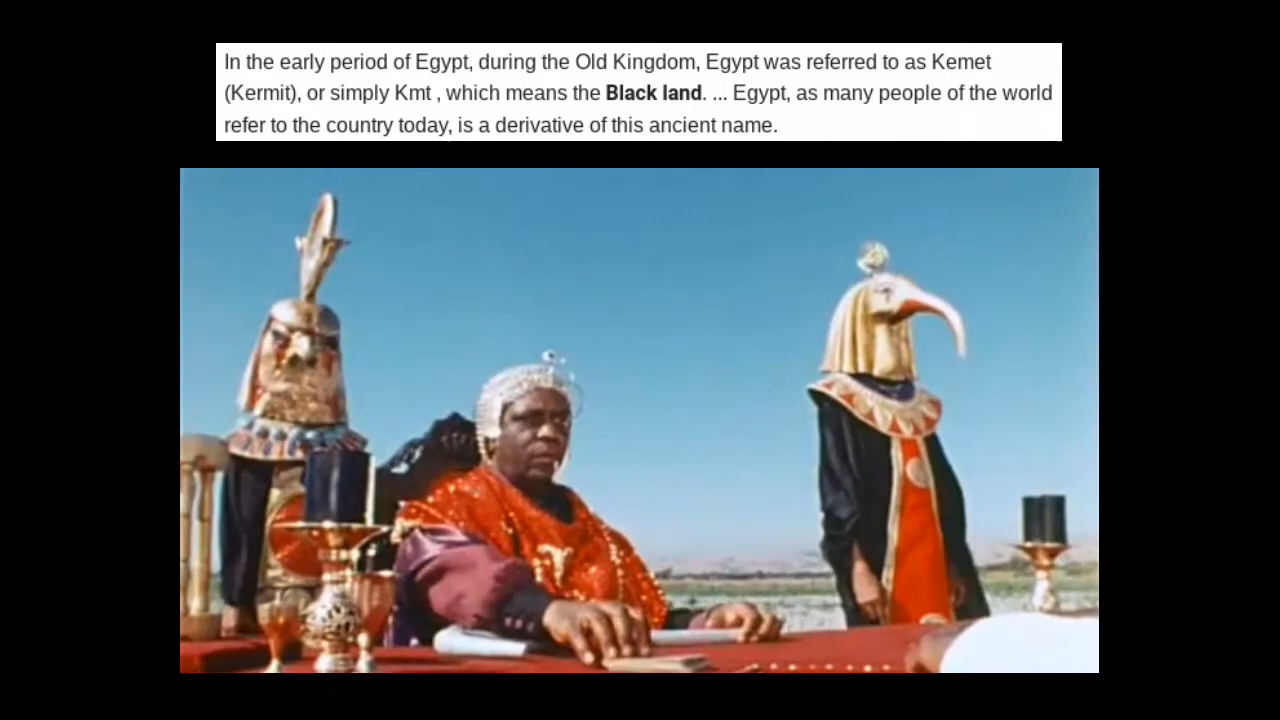 In the early period of Egypt, during the Old Kingdom, Egypt was referred to as Kemet
(Kermit), or simply Kmt , which means the Black land. ... Egypt, as many people of the world
refer to the country today, is a derivative of this ancient name.